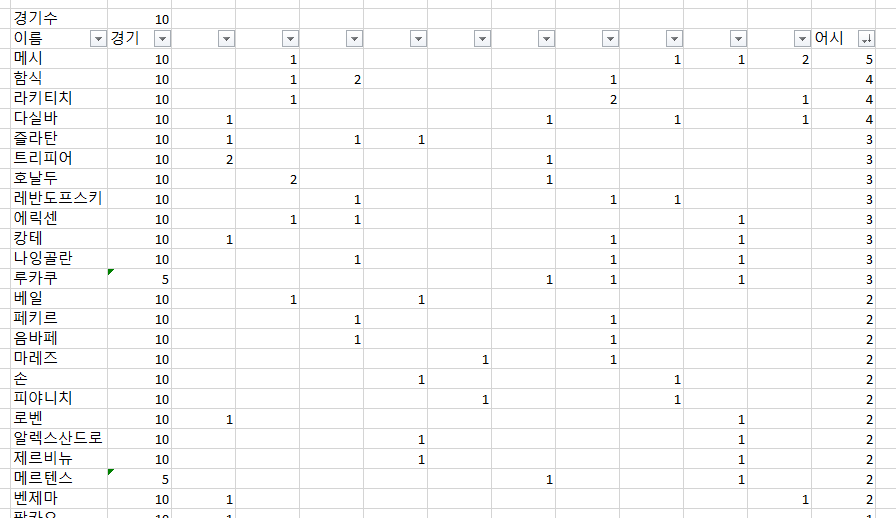 경기수 10
이름 경기 어시
메시 10 1 1 1 2 5
함식 10 1 2 1 4
라키티치 10 1 2 1 4
다실바 10 1 1 1 1 4
즐라탄 10 1 1 1 3
트리피어 10 2 1 3
호날두 10 2 1 3
레반도프스키 10 1 1 1 3
에릭센 10 1 1 1 3
캉테 10 1 1 1 3
나잉골란 10 1 1 1 3
루카쿠 5 1 1 1 3
베일 10 1 1 2
페키르 10 1 1 2
음바페 10 1 1 2
마레즈 10 1 1 2
손 10 1 1 2
피야니치 10 1 1 2
로벤 10 1 1 2
알렉스산드로 10 1 1 2
제르비뉴 10 1 1 2
메르텐스 5 1 1 2
벤제마 10 1 1 2
10 1 1